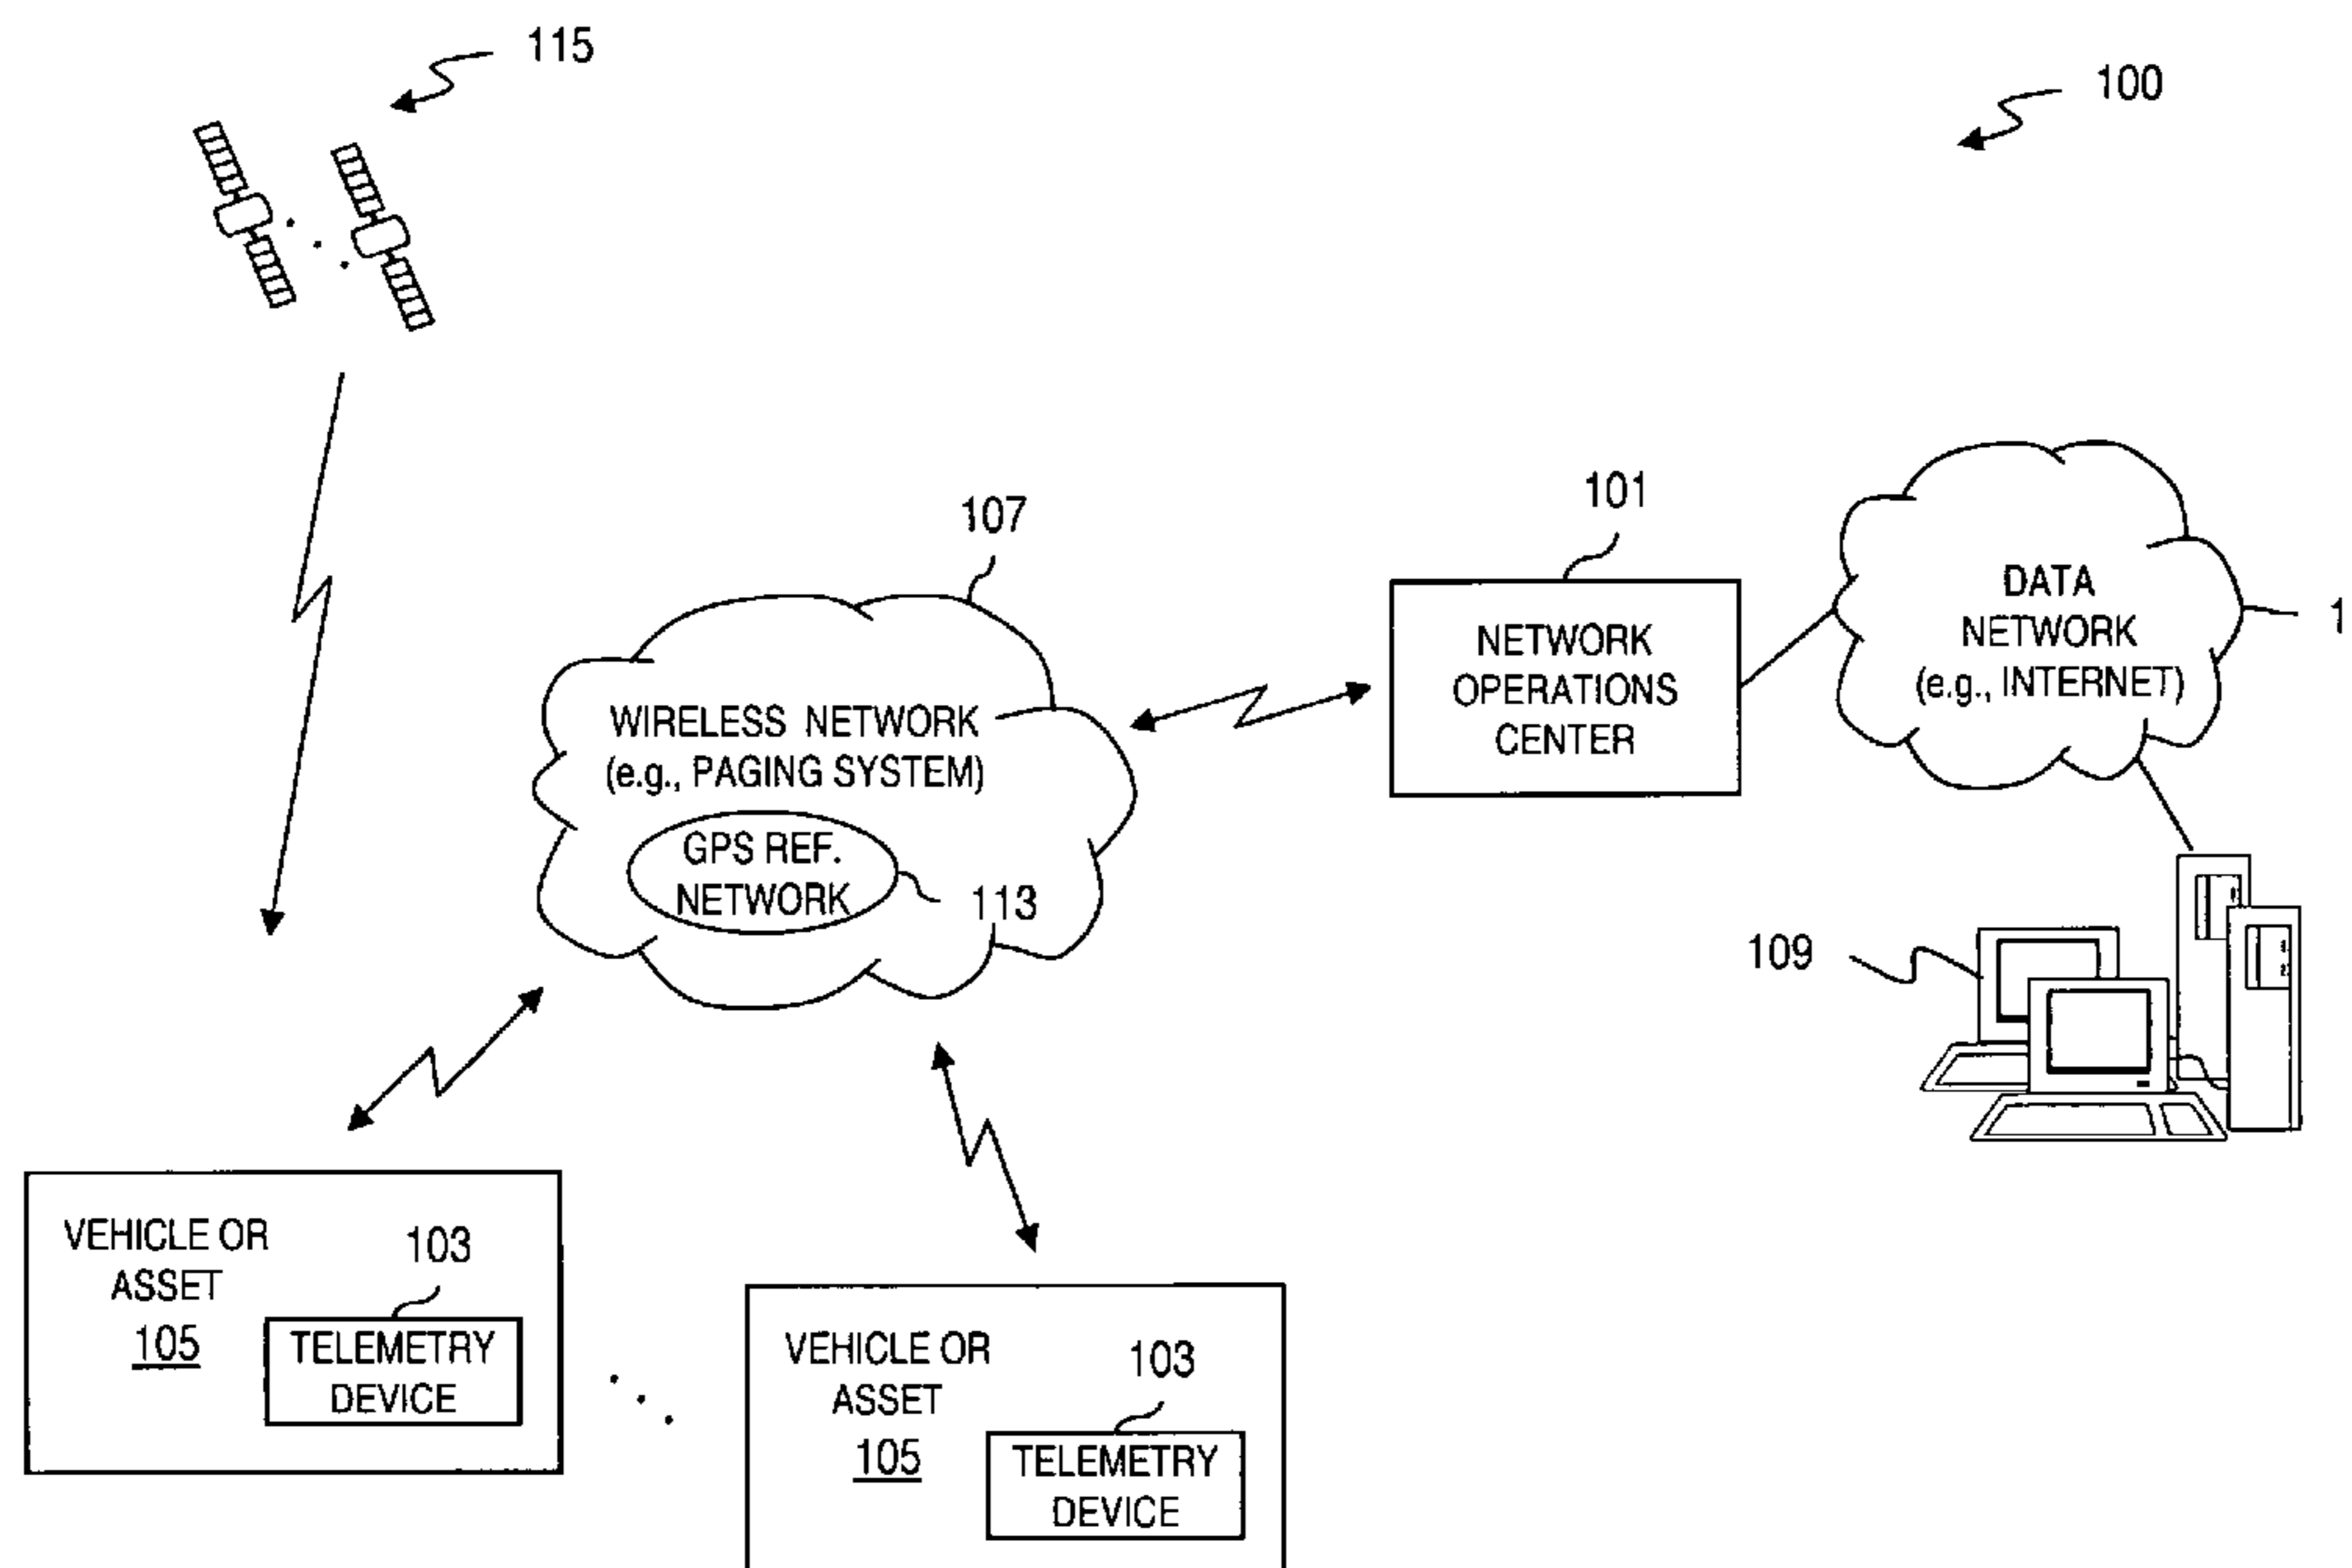 115
100
107
101
DATA
NETWORK
(e.g., INTERNET)
1
NETWORK
OPERATIONS
CENTER
WIRELESS NETWORK
(e.g., PAGING SYSTEM)
GPS REF.
NETWORK
113
109
VEHICLE OR
ASSET
105
103
TELEMETRY
DEVICE
VEHICLE OR
ASSET
105
103
TELEMETRY
DEVICE